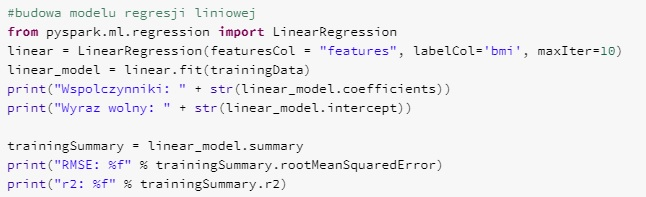 #budowa modelu regresji liniowej
from pyspark.ml.regression import LinearRegression
linear = LinearRegression(featuresCol = "features", labelCol='bmi', maxIter=10)
linear_model = linear.fit(trainingData)
print("Wspolczynniki: " + str(linear_model.coefficients))
print("Wyraz wolny: " + str(linear_model.intercept))

trainingSummary = linear_model.summary
print("RMSE: %f" % trainingSummary.rootMeanSquaredError)
print("r2: %f" % trainingSummary.r2)